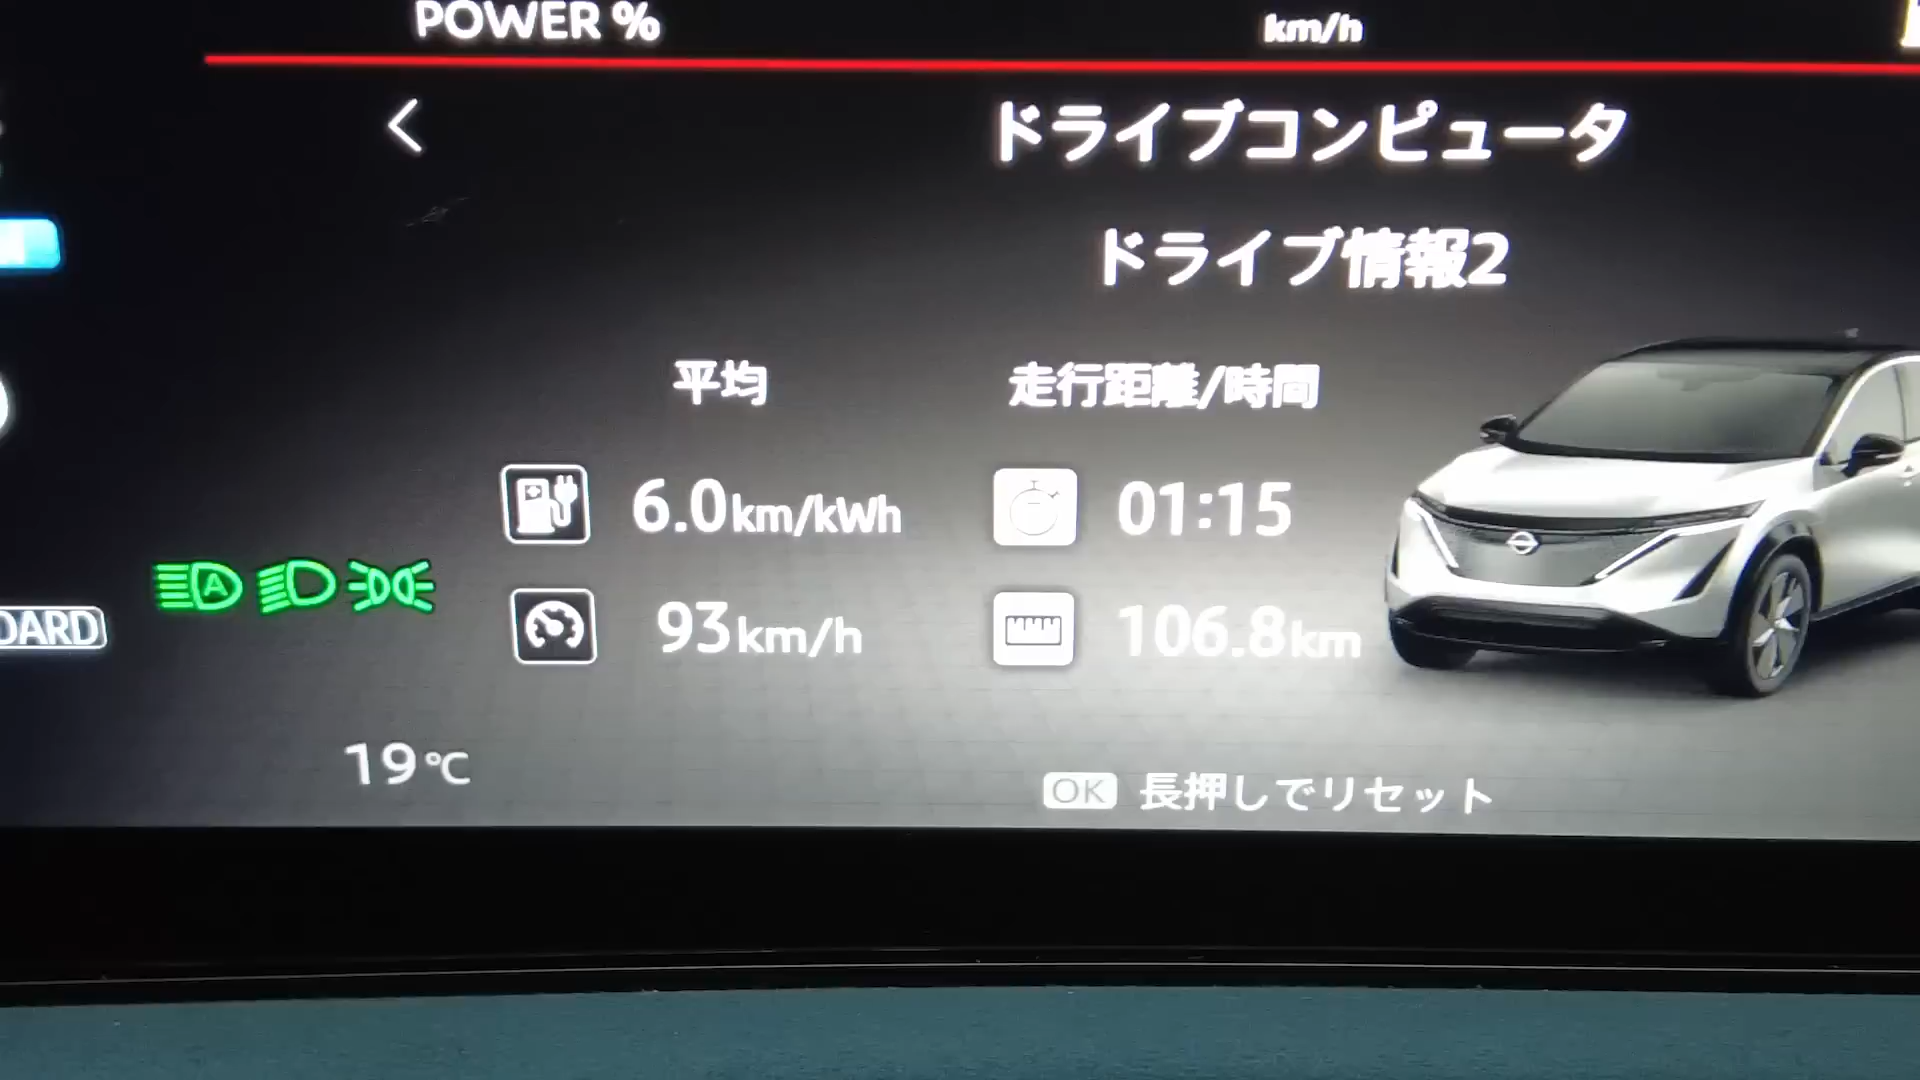 POWER %
km/h
ドライブコンピュータ
ドライブ情報2
平均
走行距離/時間
6.0km/kWh
01:15
A
93km/h
106.8km
19℃
OK 長押しでリセット